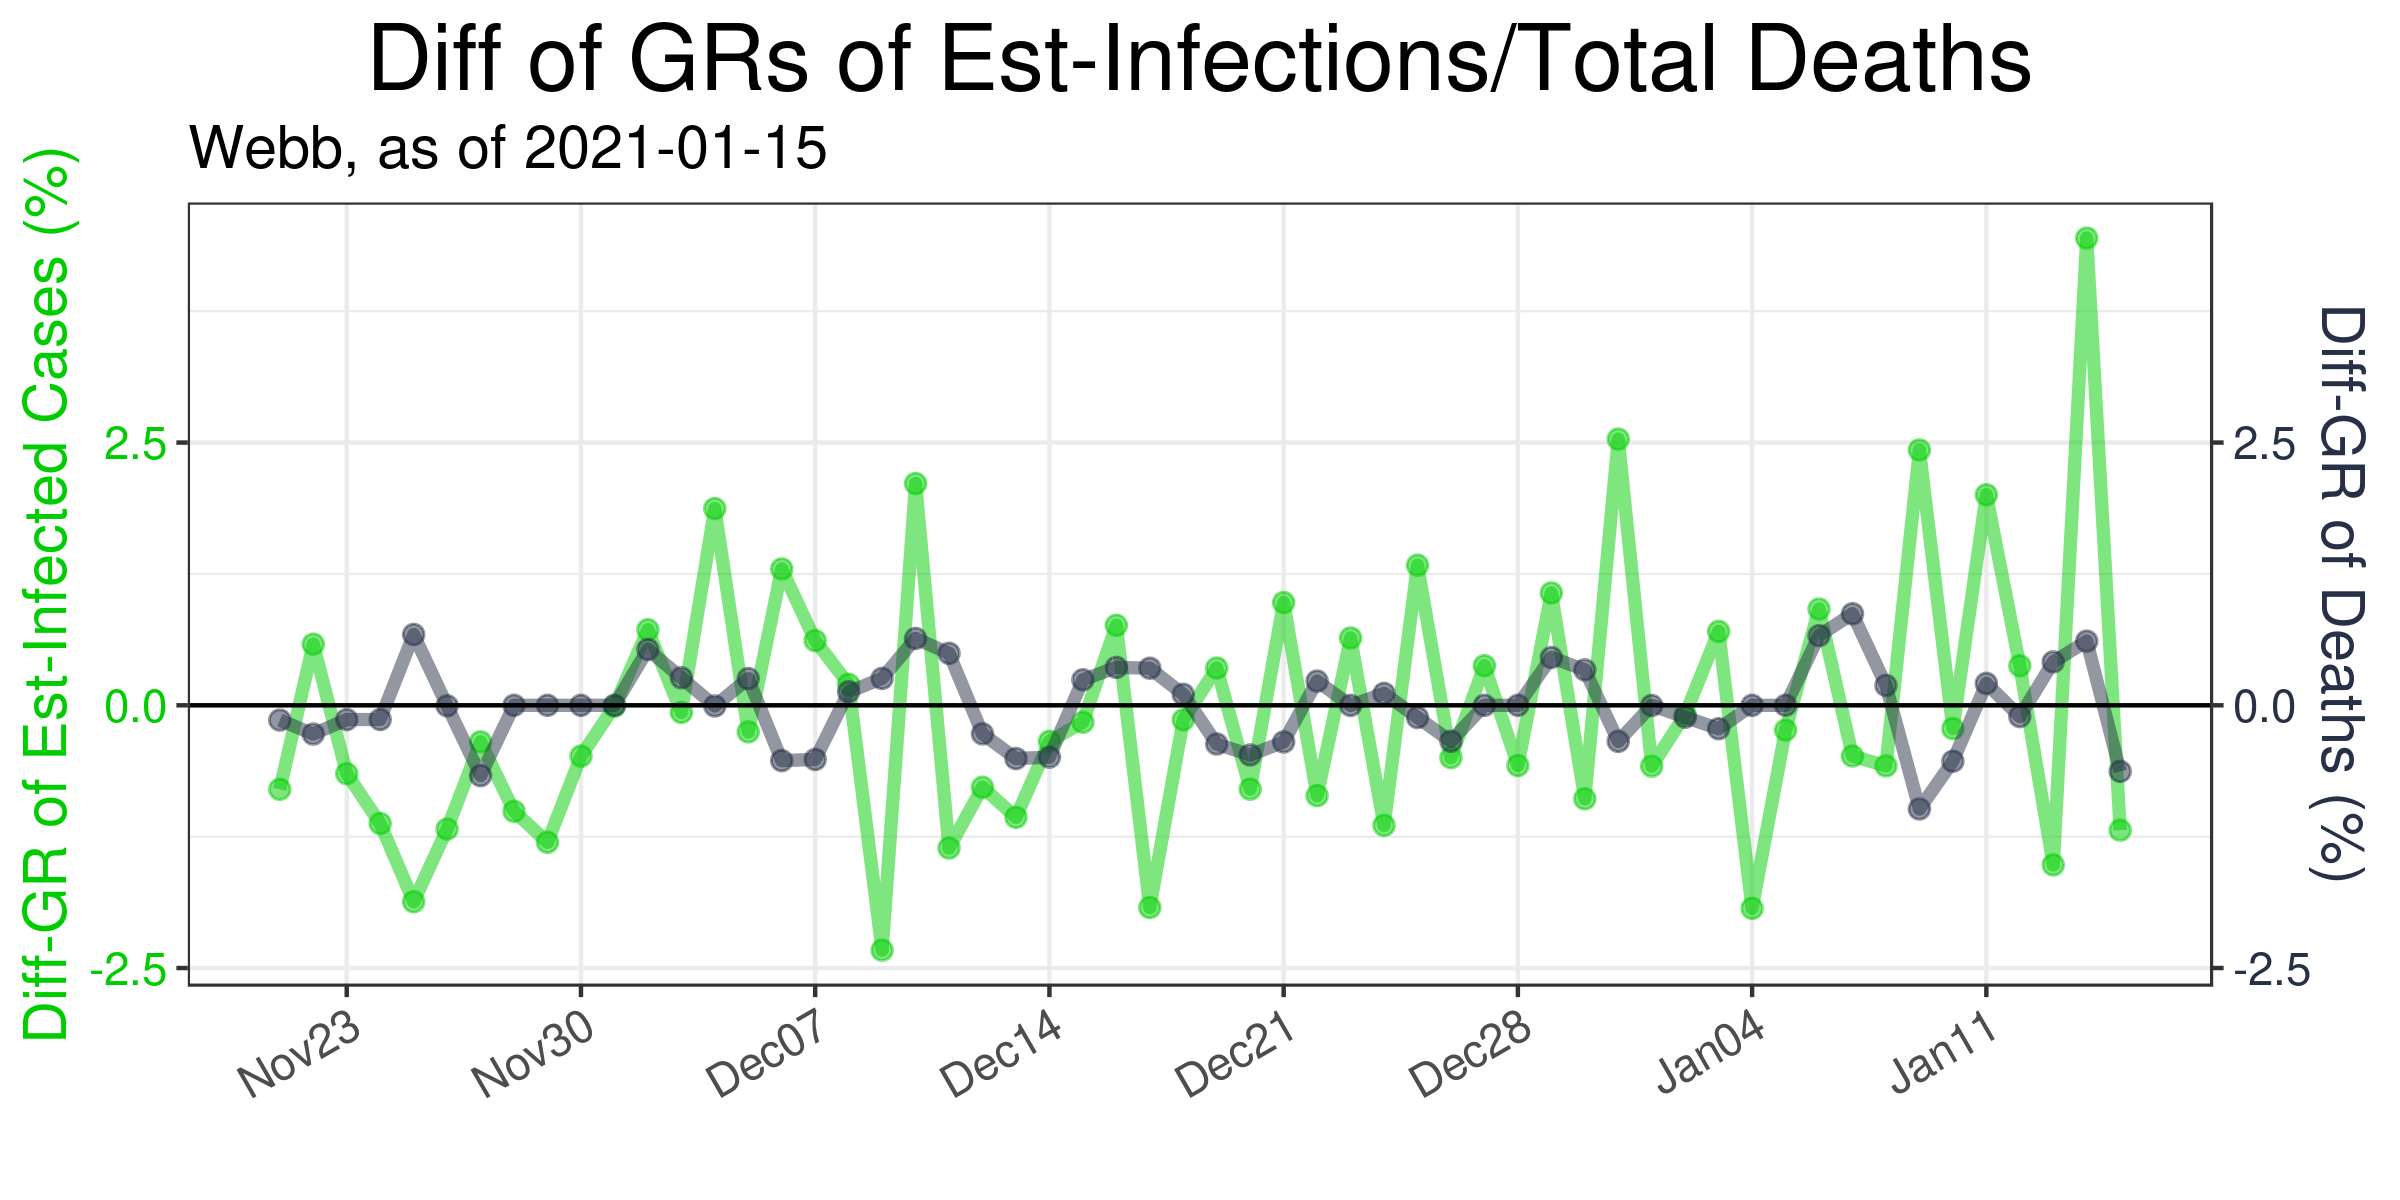 Diff of GRs of Est-Infections/Total Deaths
Webb, as of 2021-01-15
Diff-GR of Est-Infected Cases (%)
2.5
0.0
-2.5
2.5
0.0
-2.5
Diff-GR of Deaths (%)
Nov23
Nov30
Dec07
Dec14
Dec21
Dec28
Jan04
Jan11